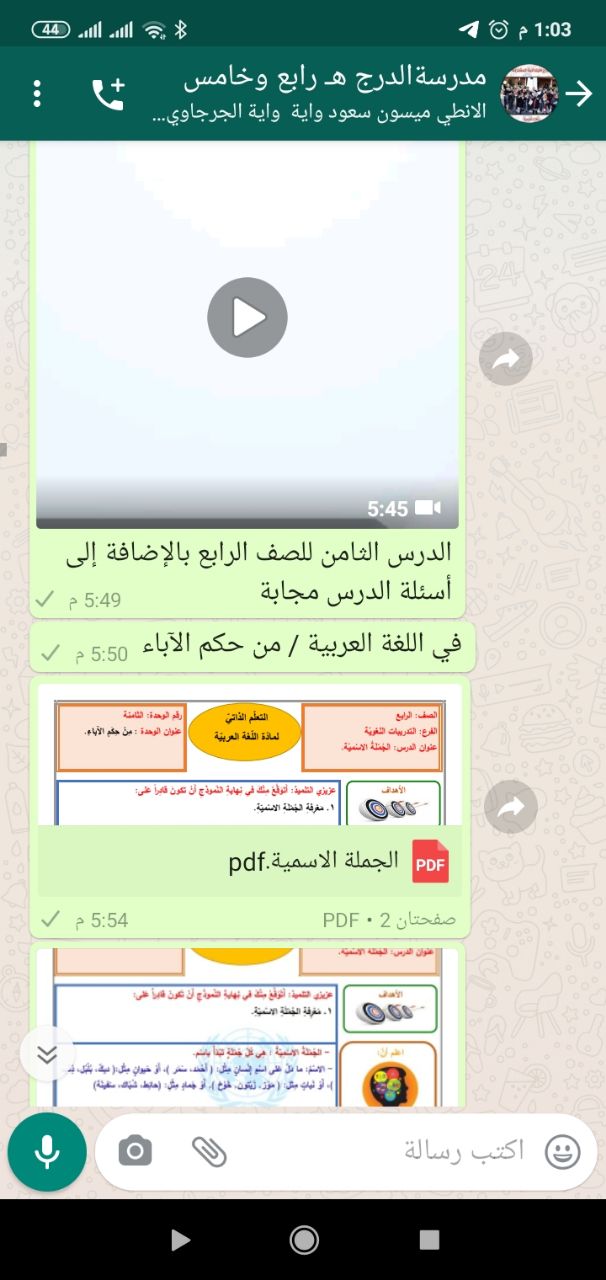 1:03 م
44
مدرسةالدرج هـ رابع وخامس
الانطي ميسون سعود واية واية الجرجاوي...
24
5:45
الدرس الثامن للصف الرابع بالإضافة إلى
أسئلة الدرس مجابة
5:49 م
في اللغة العربية / من حكم الآباء
5:50 م
الصف: الرابع
الفرع: التدريبات اللغوية
عنوان الدرس: الجملة الاسمية.
التعلم الذاتي
لمادة اللغة العربية
رقم الوحدة: الثامنة
عنوان الوحدة : من حكم الآباء.
الأهداف
عزيزي التلميذ: أتوقع منك في نهاية النموذج أن تكون قادراً على:
١. معرفة الجملة الاسمية.
PDF
الجملة الاسمية.pdf
صفحتان 2 • PDF
5:54 م
عنوان الدرس: الجملة الاسمية.
الأهداف
عزيزي التلميذ: أتوقع منك في نهاية النموذج أن تكون قادراً على:
١. معرفة الجملة الاسمية.
اعلم أن:
- الجملة الاسمية : هي كل جملة تبدأ باسم.
- الاسم: ما دل على اسم إنسان مثل: ( أحمد، سمر )، أو حيوان مثل:( ديك، بلبل،
)، أو نبات مثل: ( موز، زيتون، خوخ )، أو جماد مثل: (حائط، شباك، سفينة)
اكتب رسالة